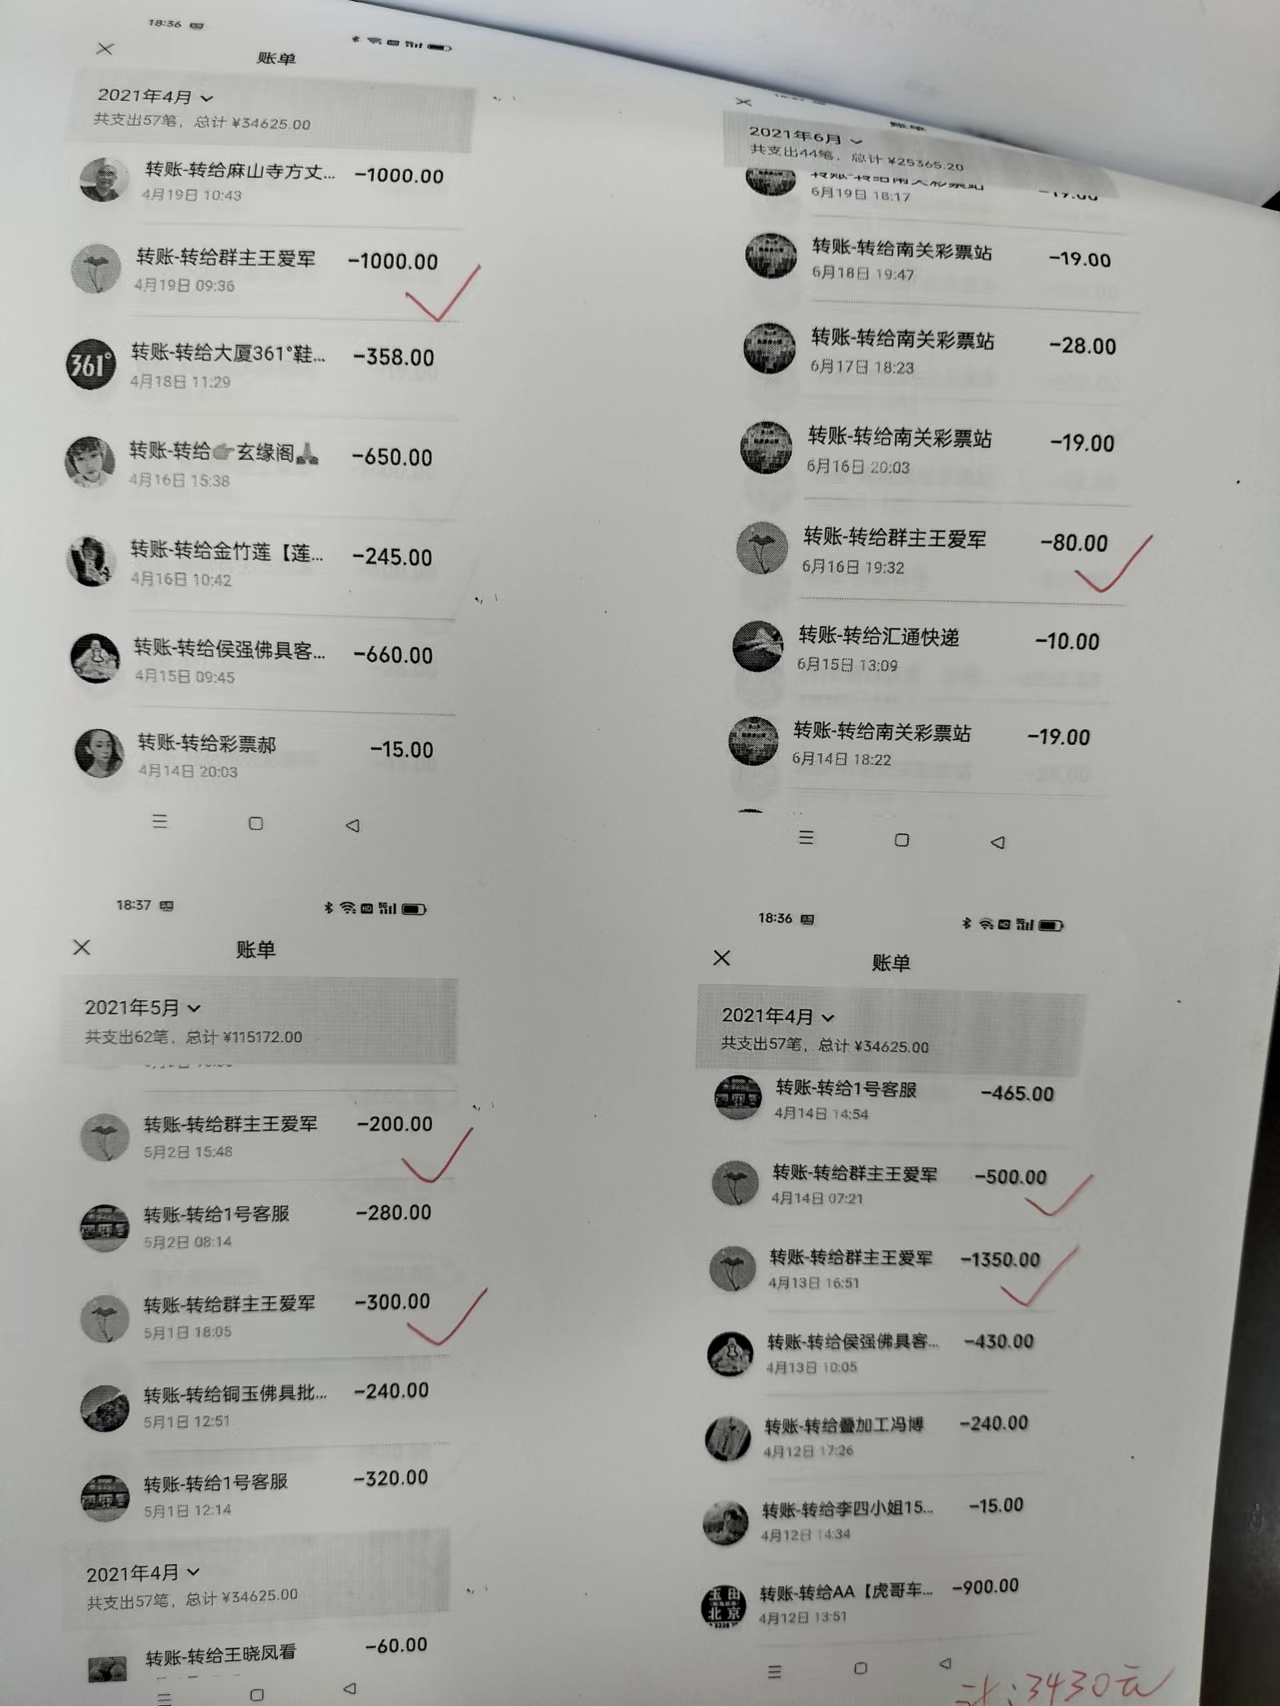 18:36
账单
2021年4月
共支出57笔，总计 ¥34625.00
转账-转给麻山寺方丈... -1000.00
4月19日 10:43
转账-转给群主王爱军 -1000.00
4月19日 09:36
361°
转账-转给大厦361°鞋... -358.00
4月18日 11:29
转账-转给👉玄缘阁🙏 -650.00
4月16日 15:38
转账-转给金竹莲【莲... -245.00
4月16日 10:42
转账-转给侯强佛具客... -660.00
4月15日 09:45
转账-转给彩票郝 -15.00
4月14日 20:03
账单
2021年6月
共支出44笔，总计 ¥25365.20
转账-转给南关彩票站 -19.00
6月19日 18:17
转账-转给南关彩票站 -19.00
6月18日 19:47
转账-转给南关彩票站 -28.00
6月17日 18:23
转账-转给南关彩票站 -19.00
6月16日 20:03
转账-转给群主王爱军 -80.00
6月16日 19:32
转账-转给汇通快递 -10.00
6月15日 13:09
转账-转给南关彩票站 -19.00
6月14日 18:22
18:37
账单
2021年5月
共支出62笔，总计 ¥115172.00
转账-转给群主王爱军 -200.00
5月2日 15:48
转账-转给1号客服 -280.00
5月2日 08:14
转账-转给群主王爱军 -300.00
5月1日 18:05
转账-转给铜玉佛具批... -240.00
5月1日 12:51
转账-转给1号客服 -320.00
5月1日 12:14
2021年4月
共支出57笔，总计 ¥34625.00
转账-转给王晓凤看 -60.00
18:36
账单
2021年4月
共支出57笔，总计 ¥34625.00
转账-转给1号客服 -465.00
4月14日 14:54
转账-转给群主王爱军 -500.00
4月14日 07:21
转账-转给群主王爱军 -1350.00
4月13日 16:51
转账-转给侯强佛具客... -430.00
4月13日 10:05
转账-转给叠加工冯博 -240.00
4月12日 17:26
转账-转给李四小姐15... -15.00
4月12日 14:34
玉田
北京
转账-转给AA【虎哥车... -900.00
4月12日 13:51
计：3430元